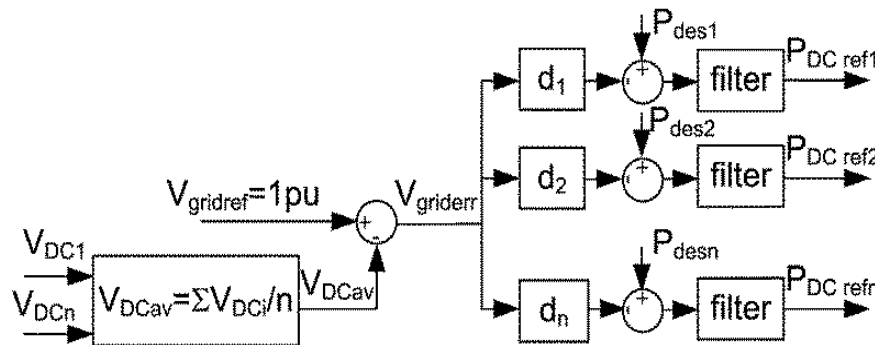 P_des1
d_1
+
-
filter
P_DC ref1
P_des2
d_2
+
-
filter
P_DC ref2
V_gridref=1pu
+
-
V_griderr
V_DC1
V_DCn
V_DCav=ΣV_DCi/n
V_DCav
P_desn
d_n
+
-
filter
P_DC refn